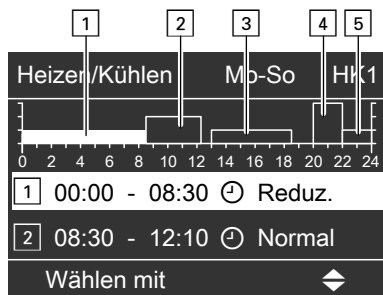 1 2 3 4 5
Heizen/Kühlen Mo-So HK1
0 2 4 6 8 10 12 14 16 18 20 22 24
1 00:00 - 08:30 Reduz.
2 08:30 - 12:10 Normal
Wählen mit